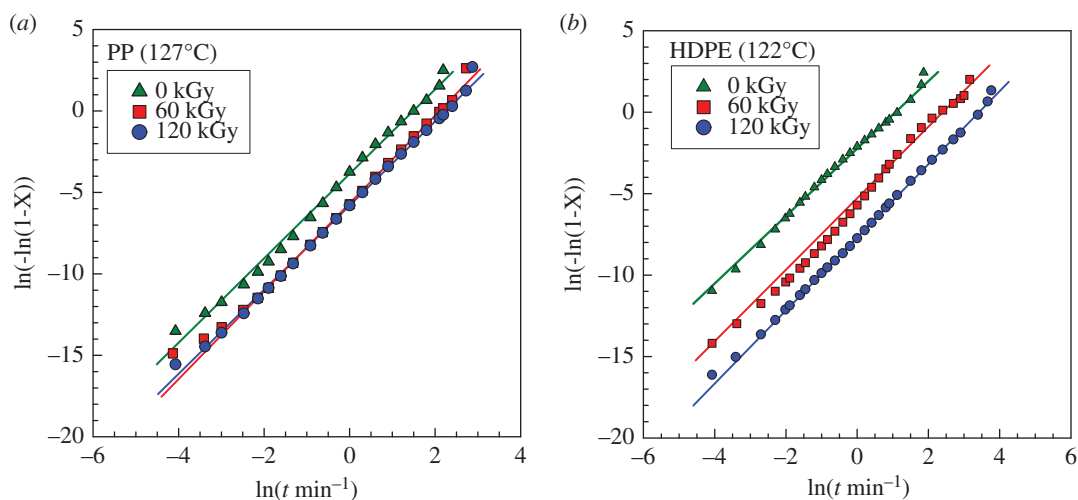 (a)
PP (127°C)
0 kGy
60 kGy
120 kGy
5
0
−5
−10
−15
−20
ln(-ln(1-X))
−6
−4
−2
0
2
4
ln(t min−1)
(b)
HDPE (122°C)
0 kGy
60 kGy
120 kGy
5
0
−5
−10
−15
−20
ln(-ln(1-X))
−6
−4
−2
0
2
4
6
ln(t min−1)